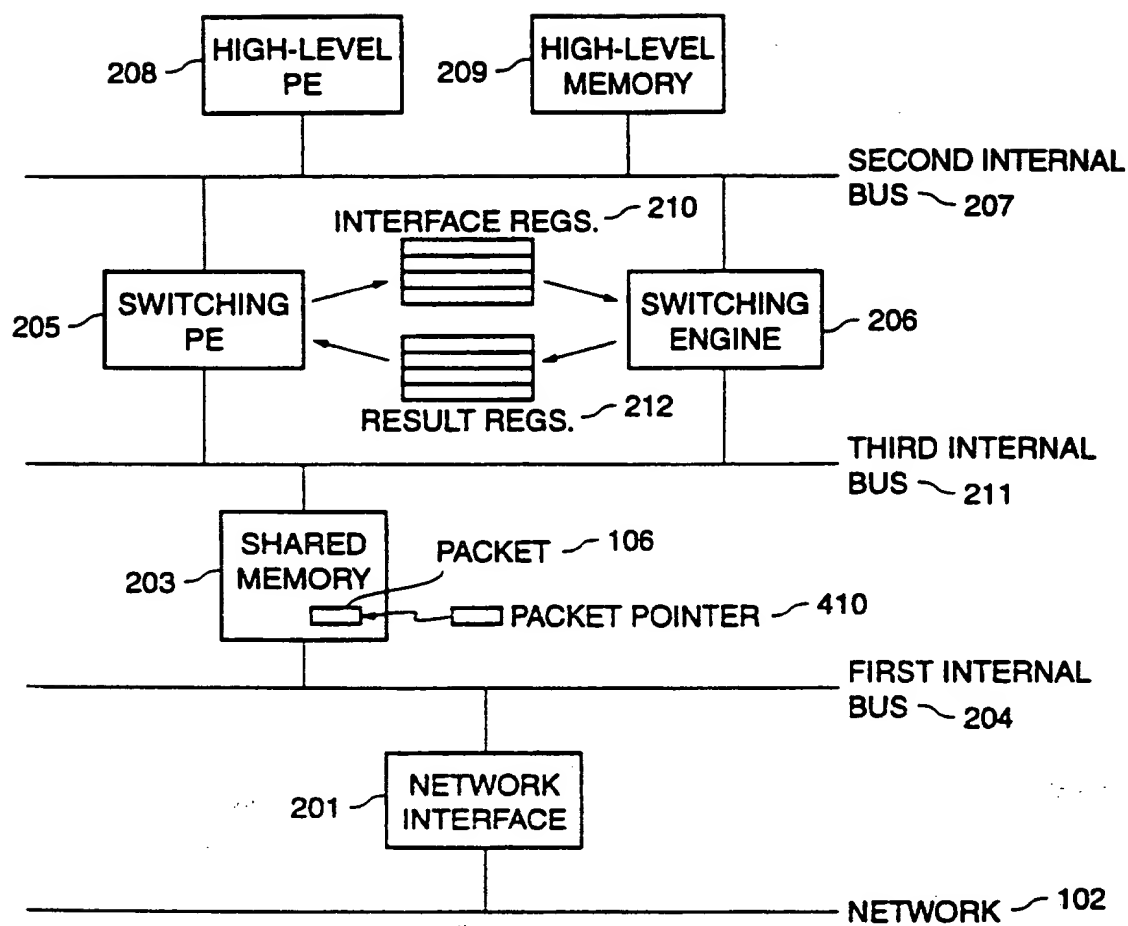 HIGH-LEVEL
PE
208
HIGH-LEVEL
MEMORY
209
SECOND INTERNAL
BUS 207
INTERFACE REGS. 210
SWITCHING
PE
205
SWITCHING
ENGINE
206
RESULT REGS. 212
THIRD INTERNAL
BUS 211
SHARED
MEMORY
203
PACKET 106
PACKET POINTER 410
FIRST INTERNAL
BUS 204
NETWORK
INTERFACE
201
NETWORK 102